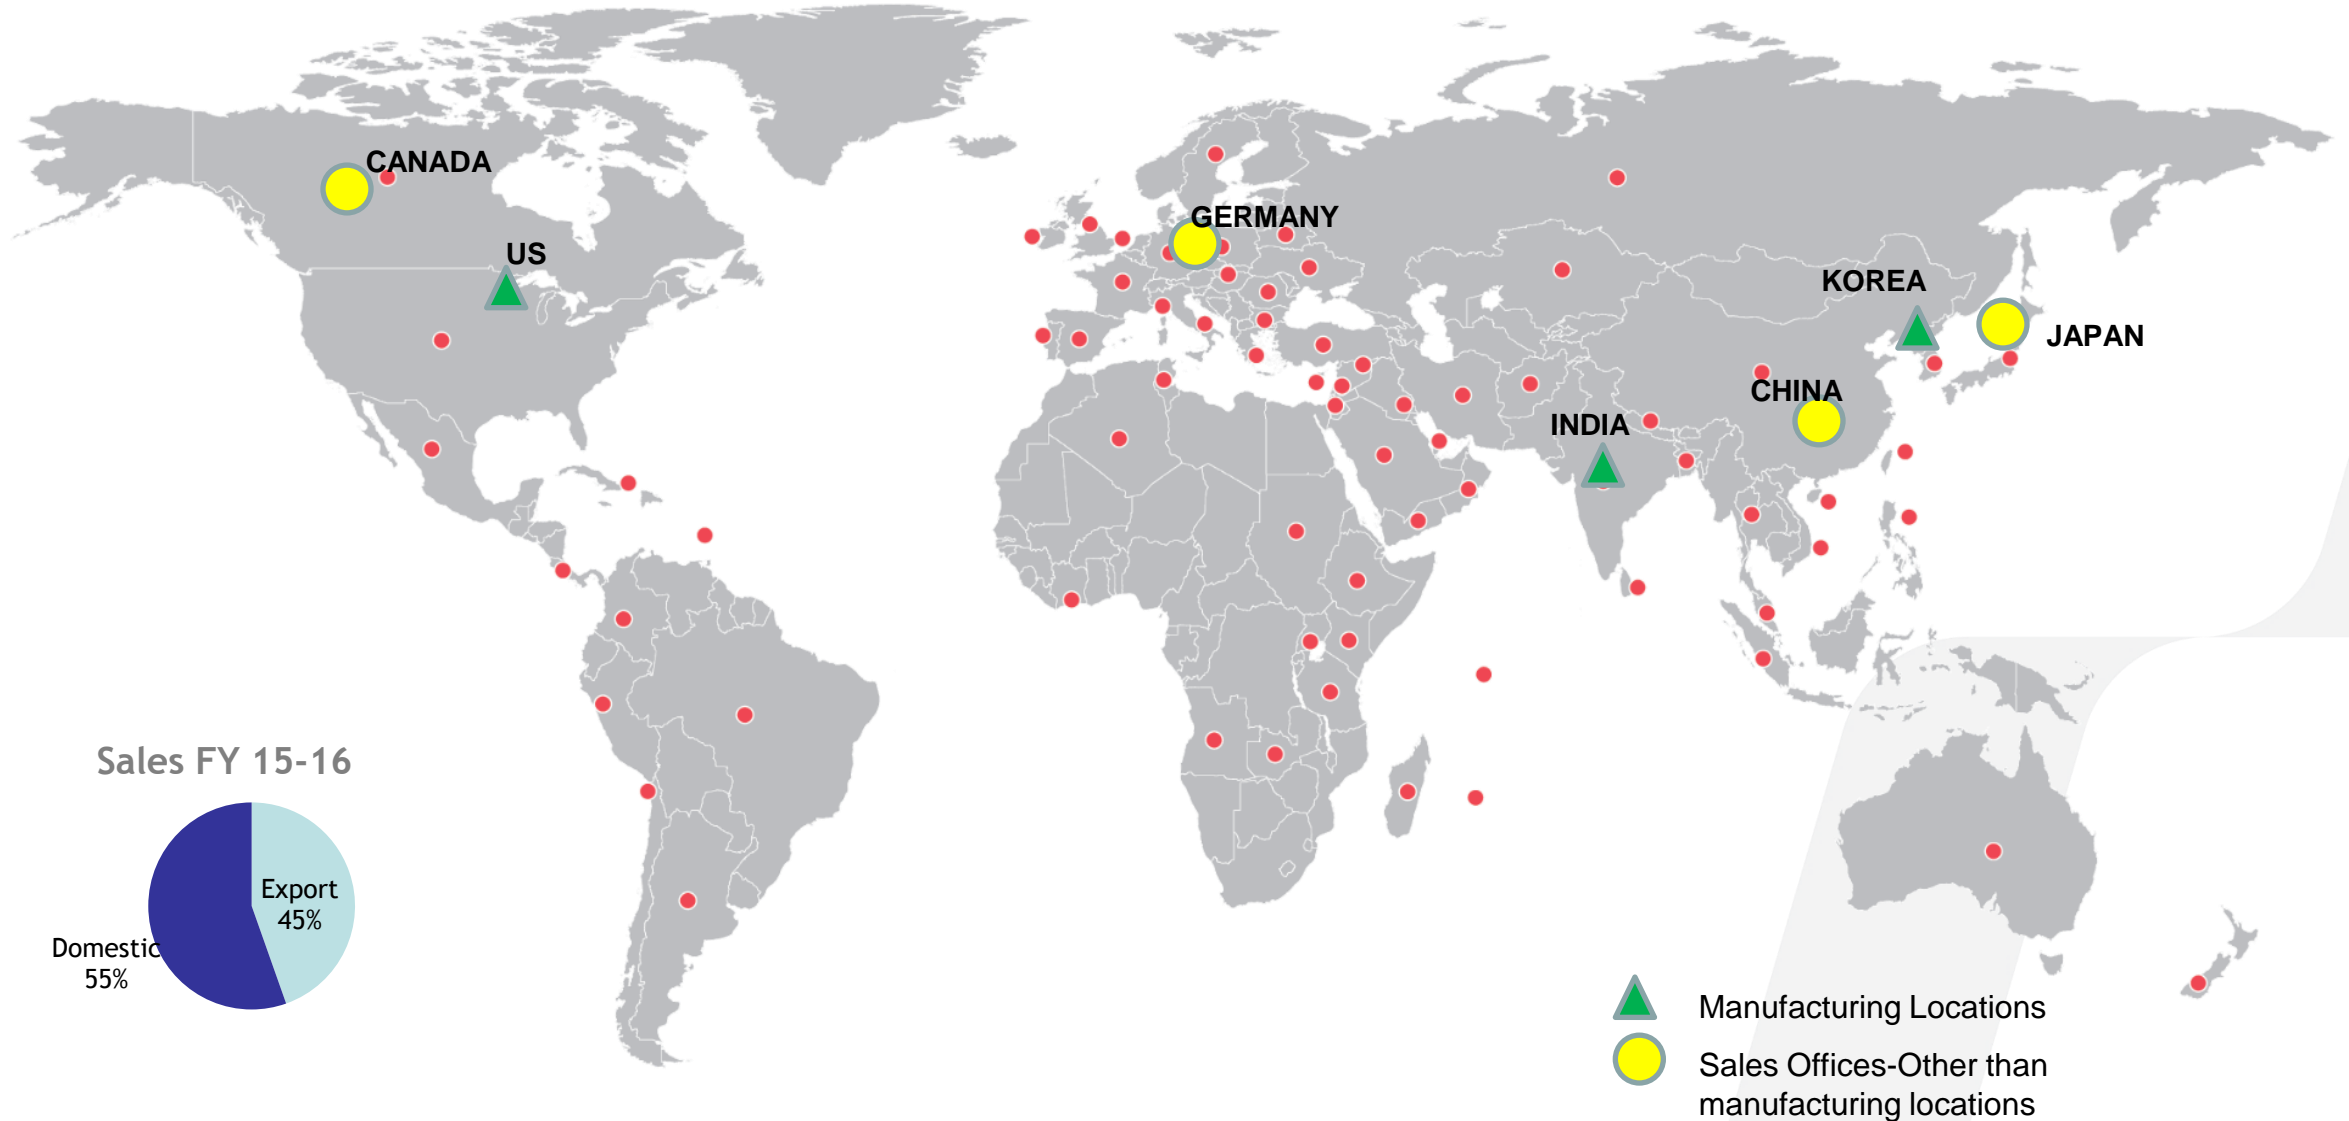 CANADA
US
GERMANY
KOREA
JAPAN
CHINA
INDIA
Sales FY 15-16
Export
45%
Domestic
55%
Manufacturing Locations
Sales Offices-Other than
manufacturing locations